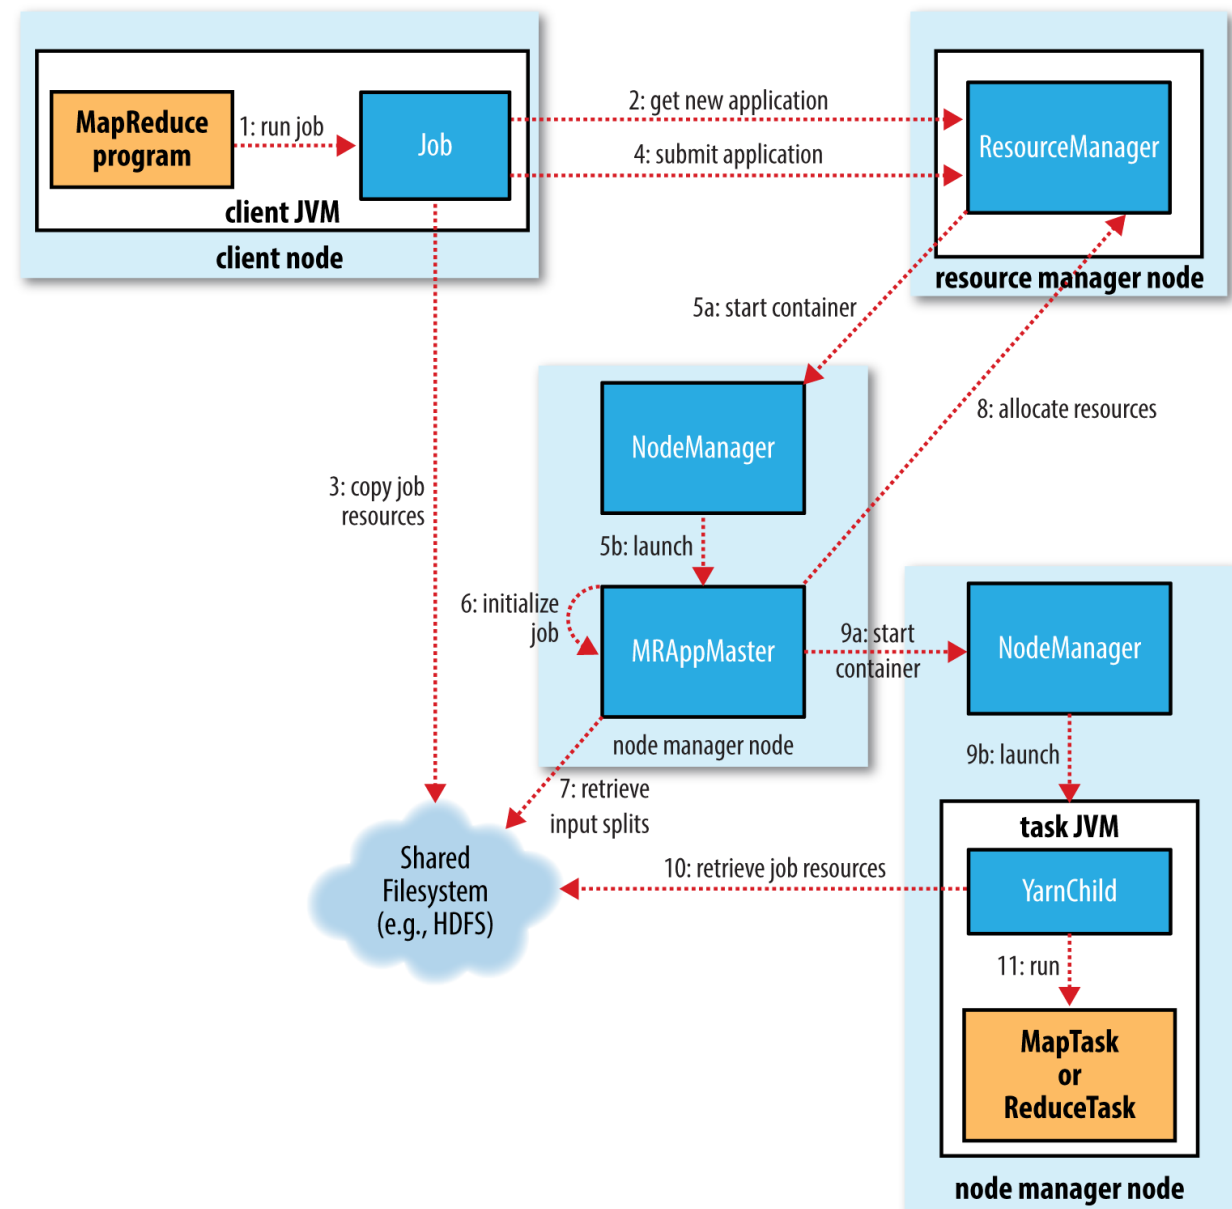 MapReduce
program
1: run job
Job
client JVM
client node
2: get new application
4: submit application
ResourceManager
resource manager node
5a: start container
8: allocate resources
3: copy job
resources
NodeManager
5b: launch
6: initialize
job
MRAppMaster
node manager node
9a: start
container
NodeManager
9b: launch
7: retrieve
input splits
Shared
Filesystem
(e.g., HDFS)
10: retrieve job resources
task JVM
YarnChild
11: run
MapTask
or
ReduceTask
node manager node